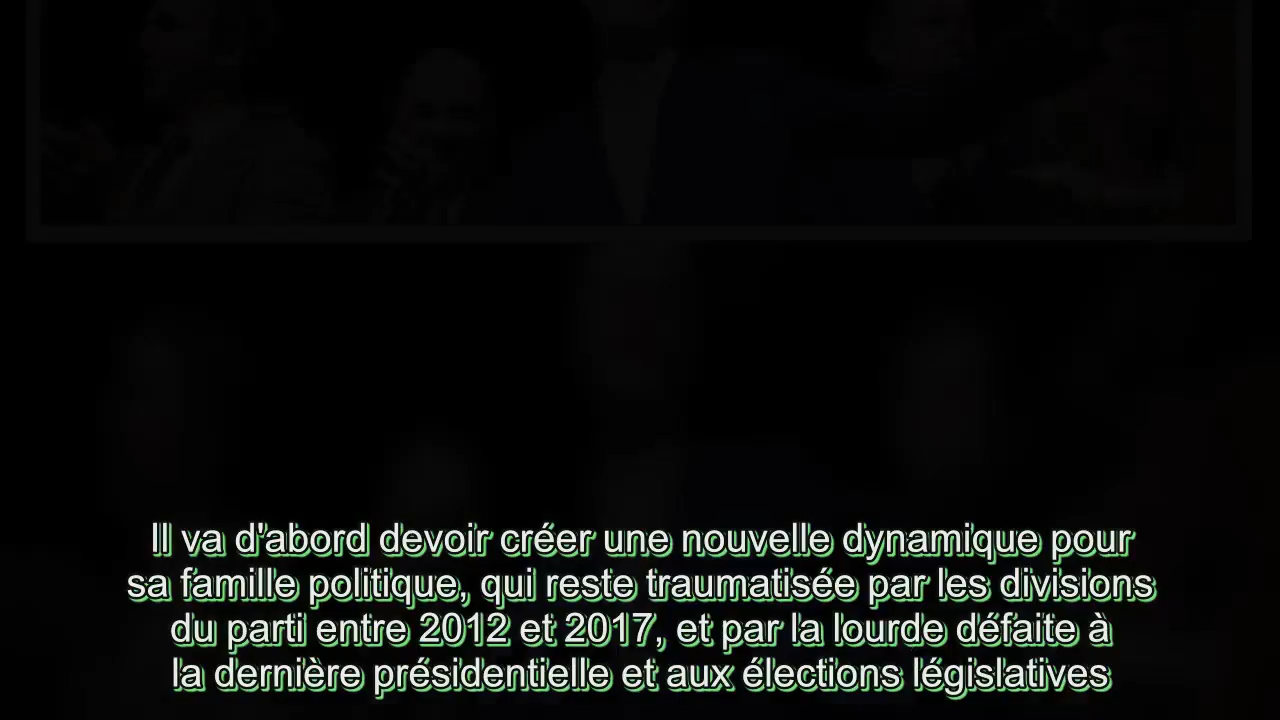 Il va d'abord devoir créer une nouvelle dynamique pour
sa famille politique, qui reste traumatisée par les divisions
du parti entre 2012 et 2017, et par la lourde défaite à
la dernière présidentielle et aux élections législatives